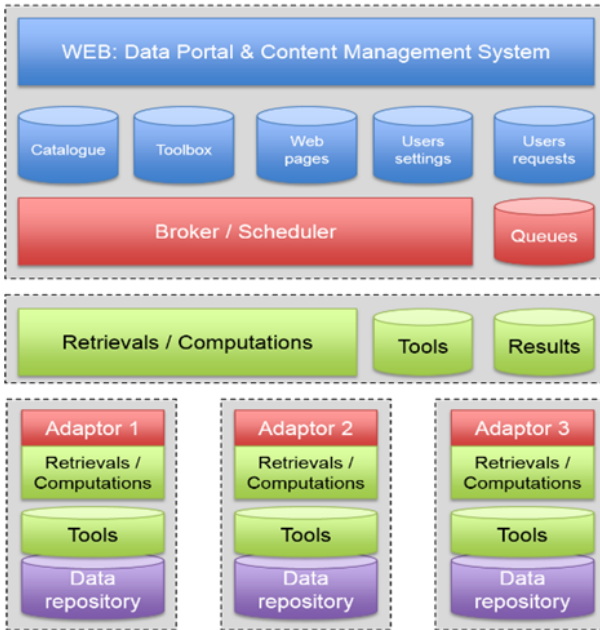 WEB: Data Portal & Content Management System
Catalogue
Toolbox
Web
pages
Users
settings
Users
requests
Broker / Scheduler
Queues
Retrievals / Computations
Tools
Results
Adaptor 1
Retrievals /
Computations
Tools
Data
repository
Adaptor 2
Retrievals /
Computations
Tools
Data
repository
Adaptor 3
Retrievals /
Computations
Tools
Data
repository